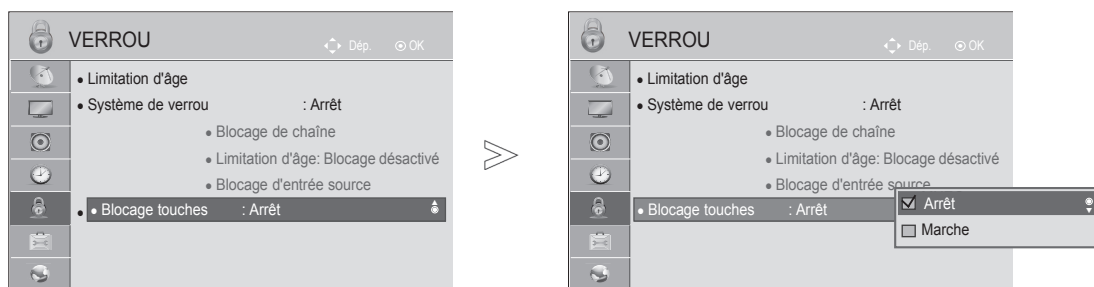 VERROU
Dép. OK
• Limitation d'âge
• Système de verrou : Arrêt
• Blocage de chaîne
• Limitation d'âge: Blocage désactivé
• Blocage d'entrée source
• • Blocage touches : Arrêt
VERROU
Dép. OK
• Limitation d'âge
• Système de verrou : Arrêt
• Blocage de chaîne
• Limitation d'âge: Blocage désactivé
• Blocage d'entrée source
• Blocage touches : Arrêt
Arrêt
Marche